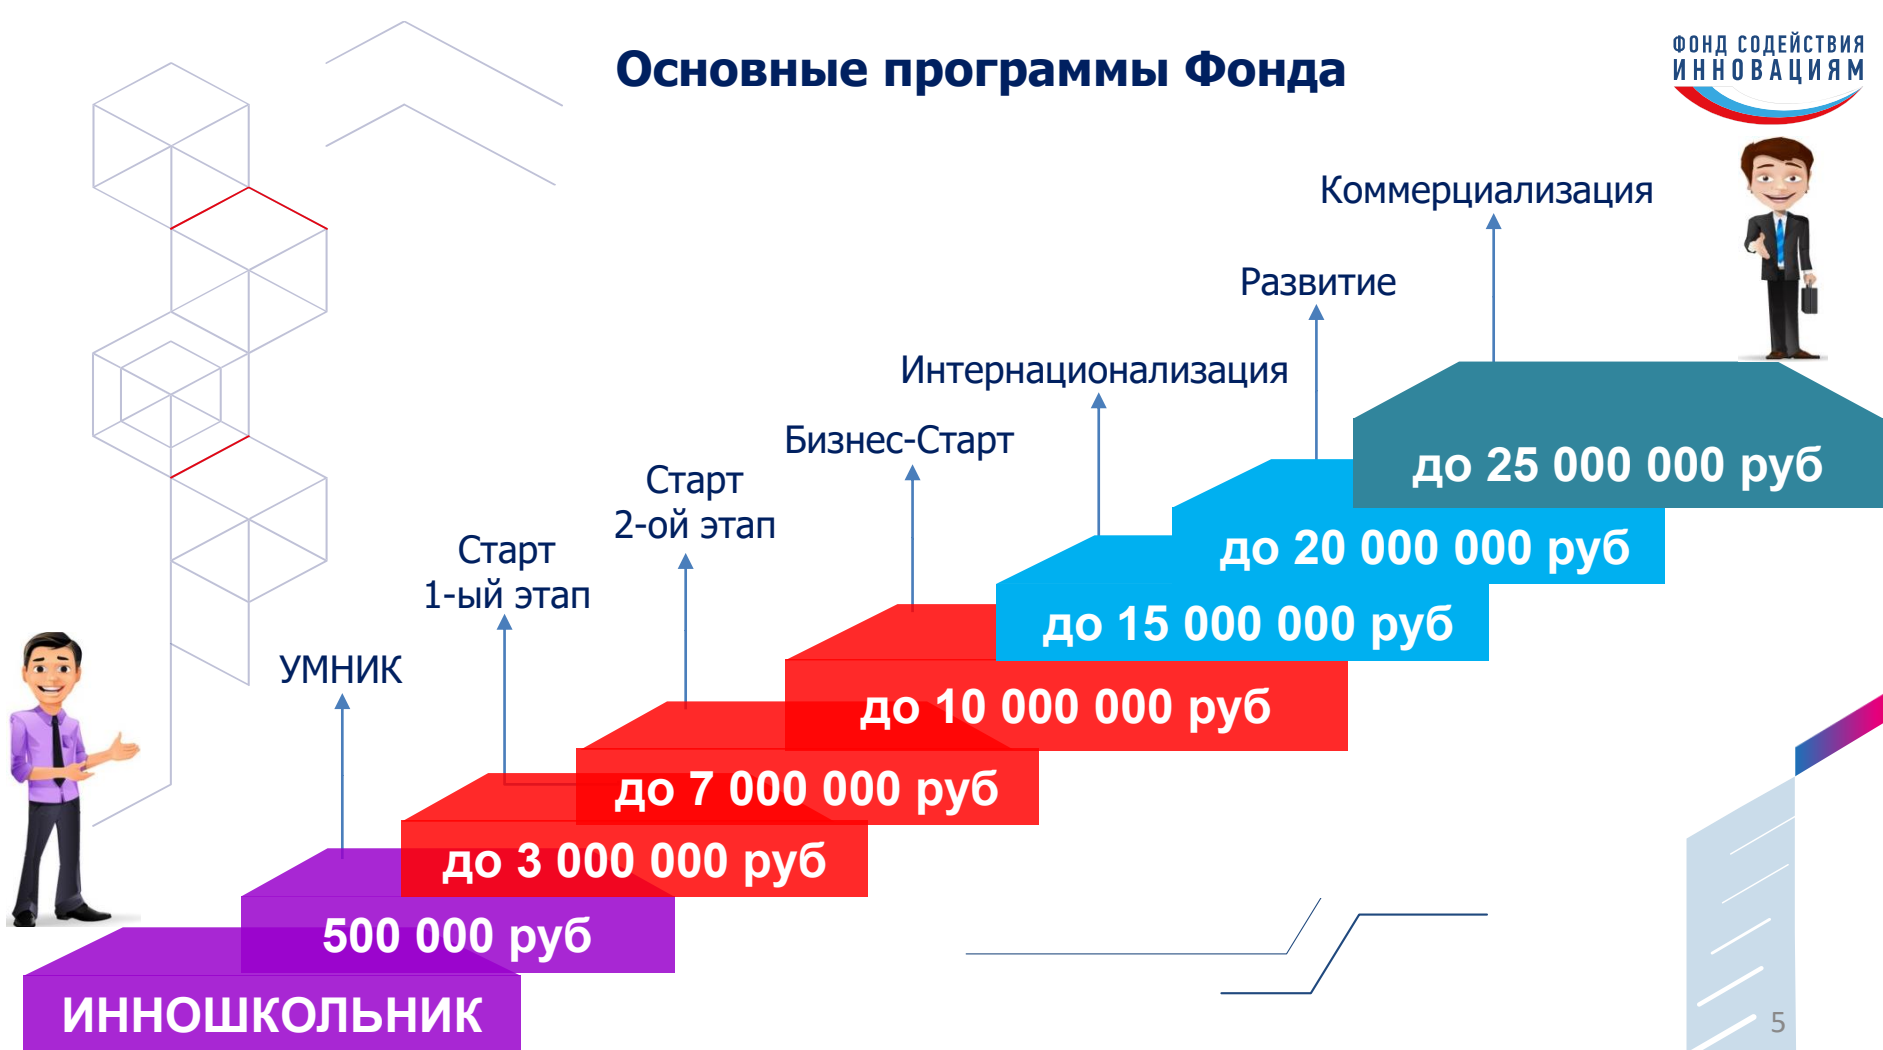 Основные программы Фонда
ФОНД СОДЕЙСТВИЯ
ИННОВАЦИЯМ
Коммерциализация
Развитие
Интернационализация
Бизнес-Старт
Старт
2-ой этап
Старт
1-ый этап
УМНИК
до 25 000 000 руб
до 20 000 000 руб
до 15 000 000 руб
до 10 000 000 руб
до 7 000 000 руб
до 3 000 000 руб
500 000 руб
ИННОШКОЛЬНИК
5